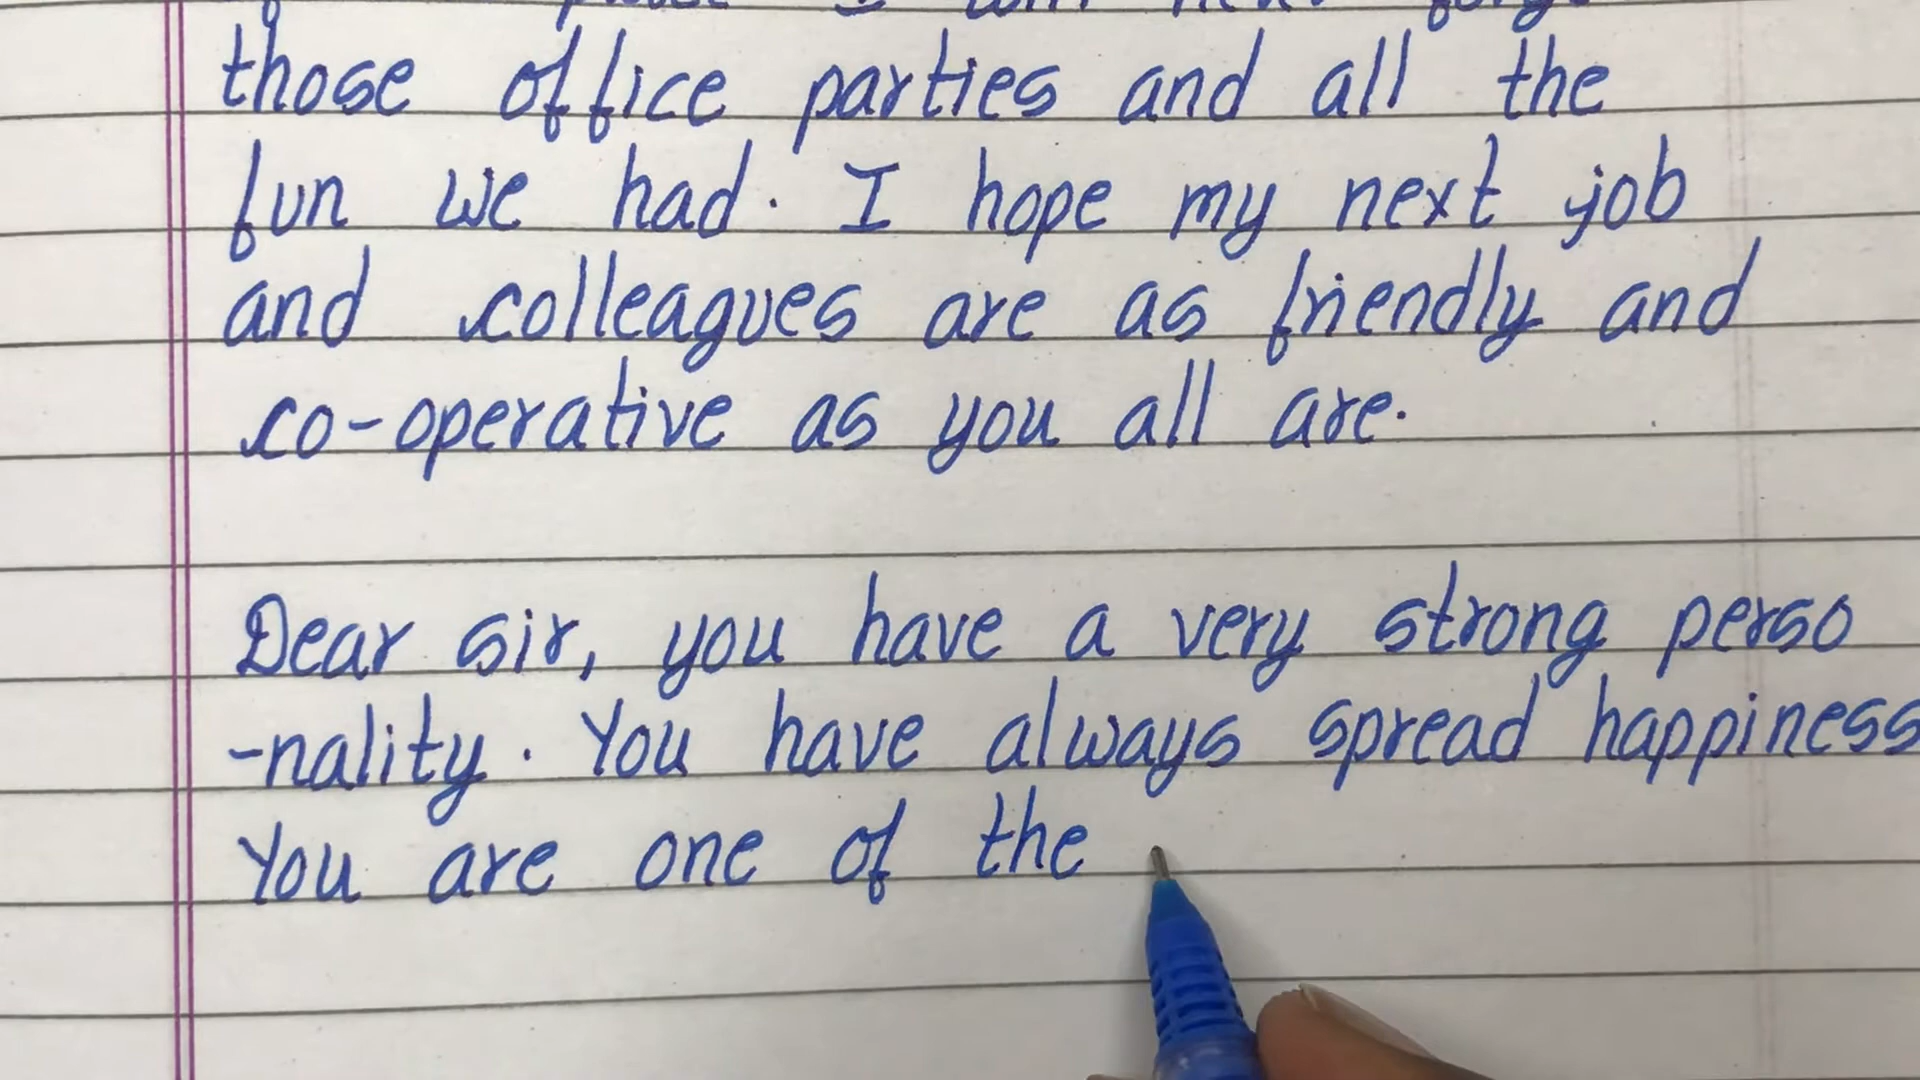 I
those office parties and all the
fun we had. I hope my next job
and colleagues are as friendly and
co-operative as you all are.
Dear sir, you have a very strong perso
-nality. You have always spread happiness
You are one of the